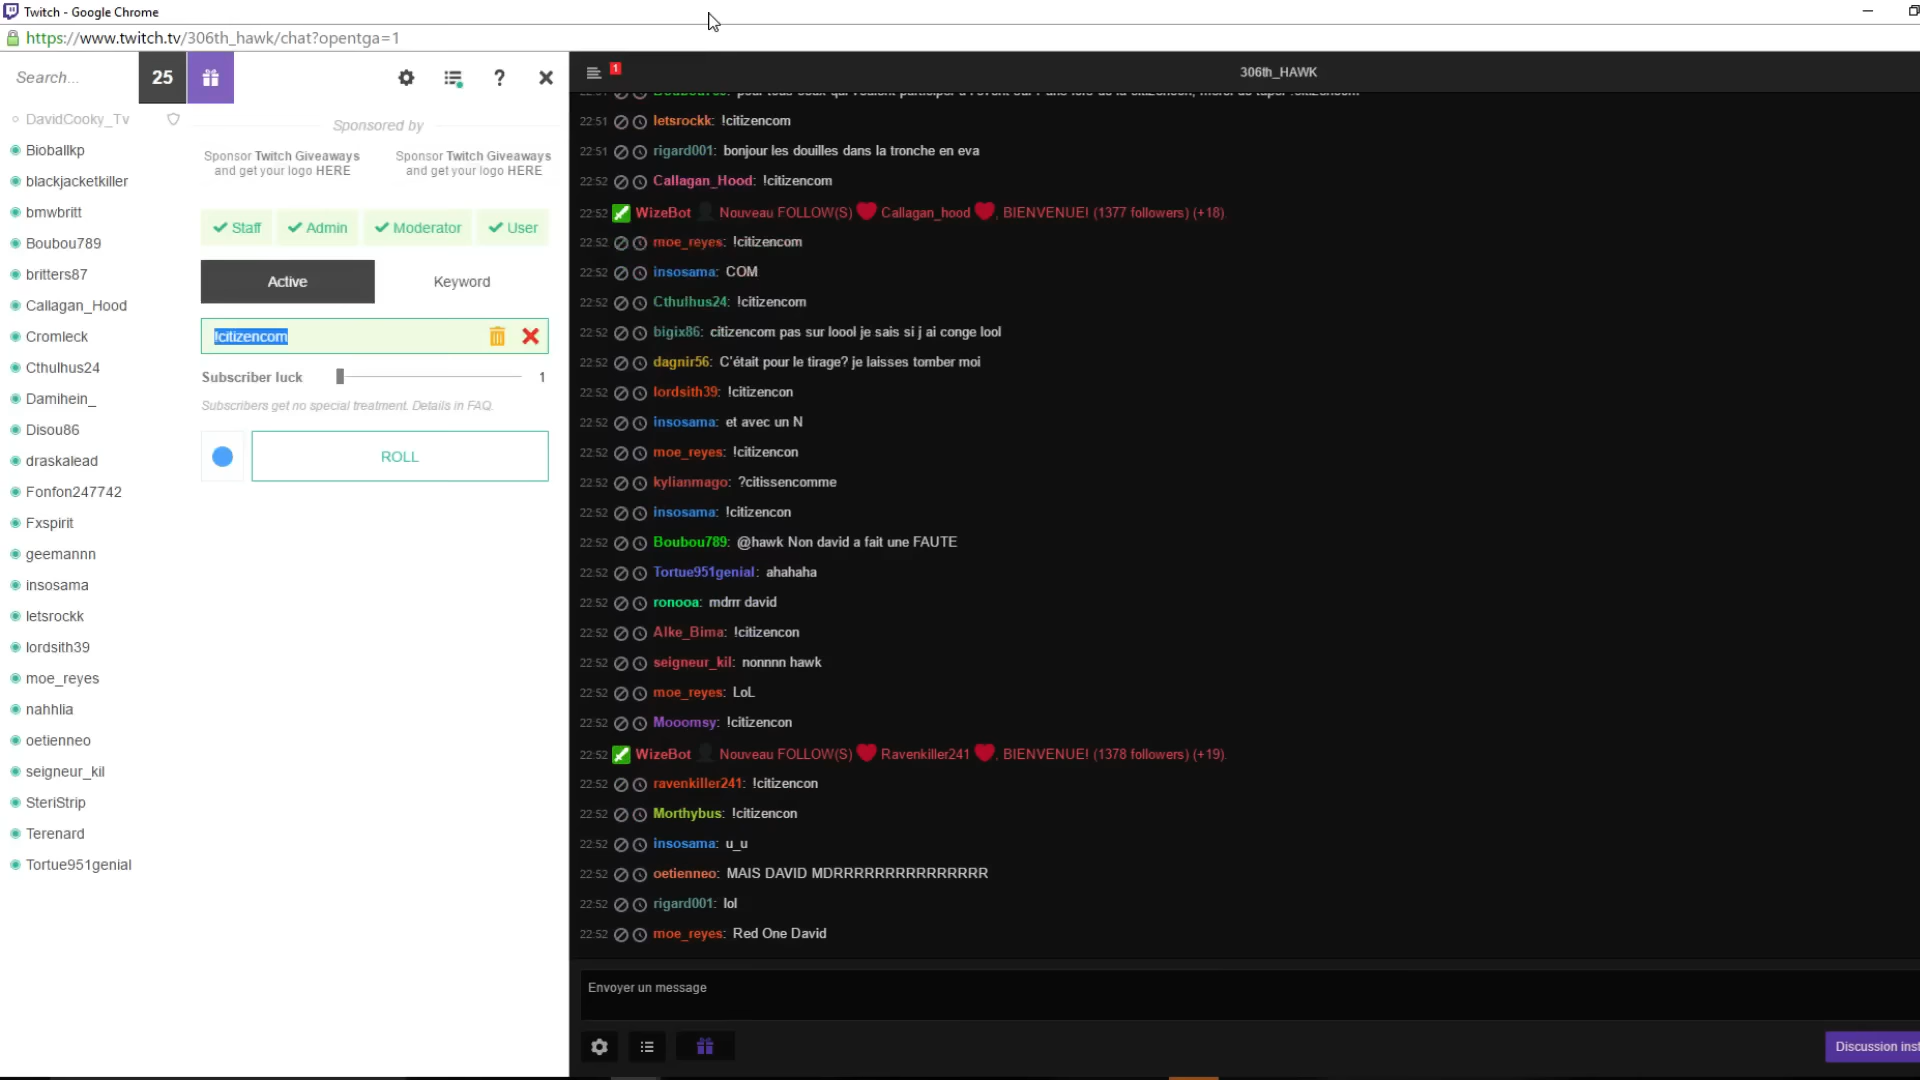 Twitch - Google Chrome
https://www.twitch.tv/306th_hawk/chat?opentga=1
Search...
25
DavidCooky_Tv
Bioballkp
blackjacketkiller
bmwbritt
Boubou789
britters87
Callagan_Hood
Cromleck
Cthulhus24
Damihein_
Disou86
draskalead
Fonfon247742
Fxspirit
geemannn
insosama
letsrockk
lordsith39
moe_reyes
nahhlia
oetienneo
seigneur_kil
SteriStrip
Terenard
Tortue951genial
Sponsored by
Sponsor Twitch Giveaways
and get your logo HERE
Sponsor Twitch Giveaways
and get your logo HERE
Staff
Admin
Moderator
User
Active
Keyword
!citizencom
Subscriber luck
1
Subscribers get no special treatment. Details in FAQ.
ROLL
1
306th_HAWK
22:51 letsrockk: !citizencom
22:51 rigard001: bonjour les douilles dans la tronche en eva
22:52 Callagan_Hood: !citizencom
22:52 WizeBot Nouveau FOLLOW(S) Callagan_hood , BIENVENUE! (1377 followers) (+18).
22:52 moe_reyes: !citizencom
22:52 insosama: COM
22:52 Cthulhus24: !citizencom
22:52 bigix86: citizencom pas sur loool je sais si j ai conge lool
22:52 dagnir56: C'était pour le tirage? je laisses tomber moi
22:52 lordsith39: !citizencon
22:52 insosama: et avec un N
22:52 moe_reyes: !citizencon
22:52 kylianmago: ?citissencomme
22:52 insosama: !citizencon
22:52 Boubou789: @hawk Non david a fait une FAUTE
22:52 Tortue951genial: ahahaha
22:52 ronooa: mdrrr david
22:52 Alke_Bima: !citizencon
22:52 seigneur_kil: nonnnn hawk
22:52 moe_reyes: LoL
22:52 Mooomsy: !citizencon
22:52 WizeBot Nouveau FOLLOW(S) Ravenkiller241 , BIENVENUE! (1378 followers) (+19).
22:52 ravenkiller241: !citizencon
22:52 Morthybus: !citizencon
22:52 insosama: u_u
22:52 oetienneo: MAIS DAVID MDRRRRRRRRRRRRRRR
22:52 rigard001: lol
22:52 moe_reyes: Red One David
Envoyer un message
Discussion inst